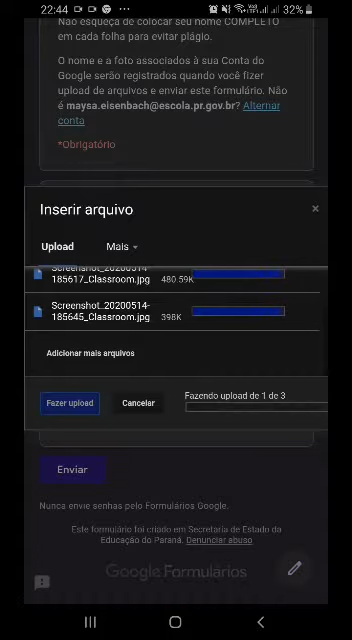 22:44 32%
Não esqueça de colocar seu nome COMPLETO
em cada folha para evitar plágio.
O nome e a foto associados à sua Conta do
Google serão registrados quando você fizer
upload de arquivos e enviar este formulário. Não
é maysa.eisenbach@escola.pr.gov.br? Alternar
conta
*Obrigatório
Inserir arquivo ×
Upload Mais
Screenshot_20200514-
185617_Classroom.jpg 480.59K
Screenshot_20200514-
185645_Classroom.jpg 398K
Adicionar mais arquivos
Fazendo upload de 1 de 3
Fazer upload Cancelar
Enviar
Nunca envie senhas pelo Formulários Google.
Este formulário foi criado em Secretaria de Estado da
Educação do Paraná. Denunciar abuso
Google Formulários